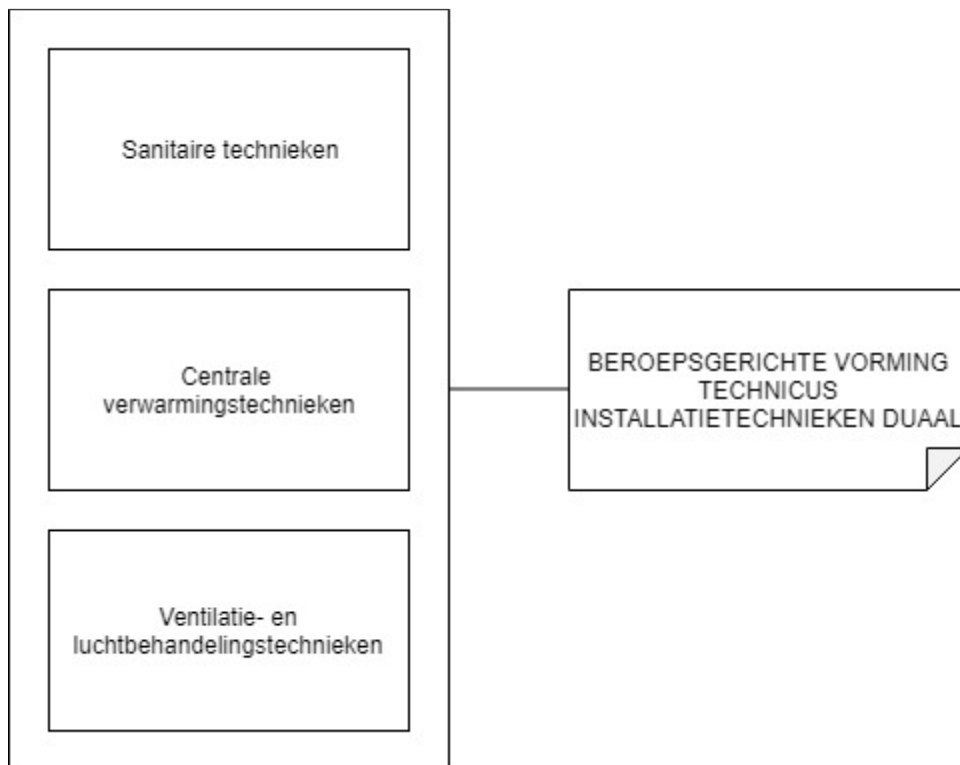 Sanitaire technieken
Centrale
verwarmingstechnieken
Ventilatie- en
luchtbehandelingstechnieken
BEROEPSGERICHTE VORMING
TECHNICUS
INSTALLATIETECHNIEKEN DUAAL